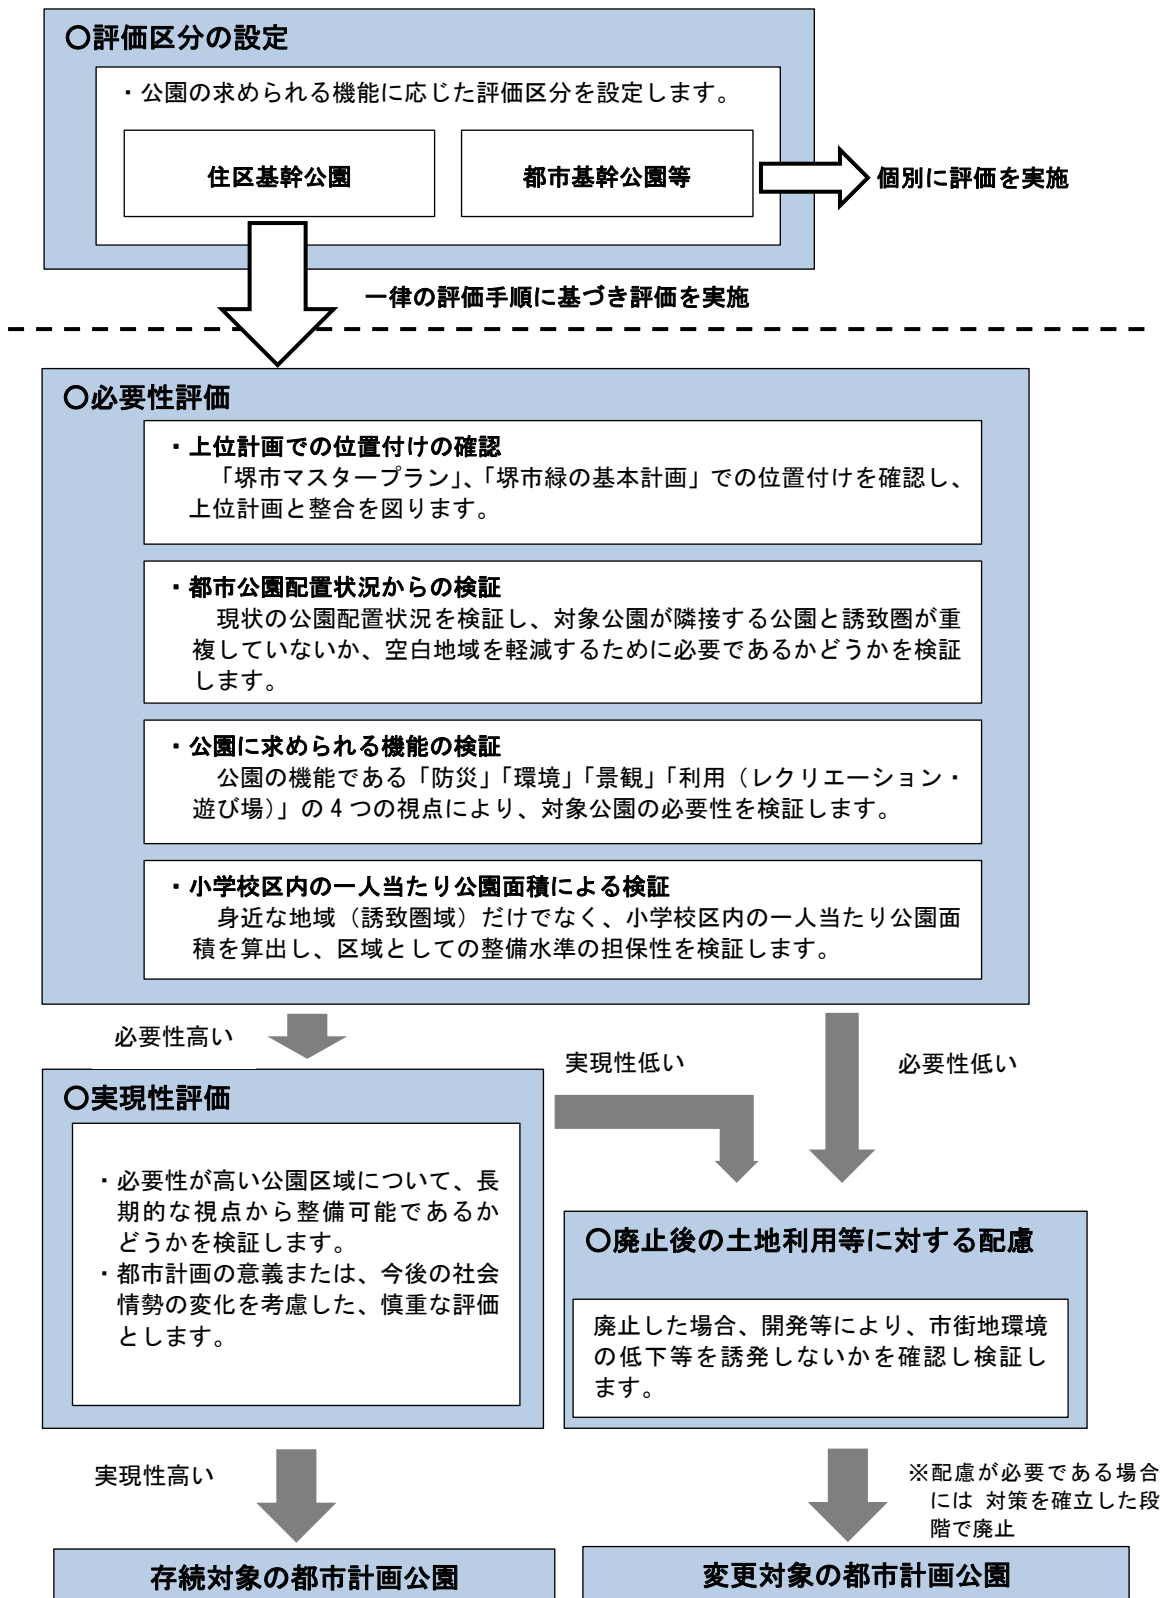 〇評価区分の設定
・公園の求められる機能に応じた評価区分を設定します。
住区基幹公園
都市基幹公園等
個別に評価を実施
一律の評価手順に基づき評価を実施
〇必要性評価
・上位計画での位置付けの確認
「堺市マスタープラン」、「堺市緑の基本計画」での位置付けを確認し、
上位計画と整合を図ります。
・都市公園配置状況からの検証
現状の公園配置状況を検証し、対象公園が隣接する公園と誘致圏が重
複していないか、空白地域を軽減するために必要であるかどうかを検証
します。
・公園に求められる機能の検証
公園の機能である「防災」「環境」「景観」「利用（レクリエーション・
遊び場）」の４つの視点により、対象公園の必要性を検証します。
・小学校区内の一人当たり公園面積による検証
身近な地域（誘致圏域）だけでなく、小学校区内の一人当たり公園面
積を算出し、区域としての整備水準の担保性を検証します。
必要性高い
実現性低い
必要性低い
〇実現性評価
・必要性が高い公園区域について、長
期的な視点から整備可能であるか
どうかを検証します。
・都市計画の意義または、今後の社会
情勢の変化を考慮した、慎重な評価
とします。
〇廃止後の土地利用等に対する配慮
廃止した場合、開発等により、市街地環境
の低下等を誘発しないかを確認し検証し
ます。
実現性高い
※配慮が必要である場合
には 対策を確立した段
階で廃止
存続対象の都市計画公園
変更対象の都市計画公園